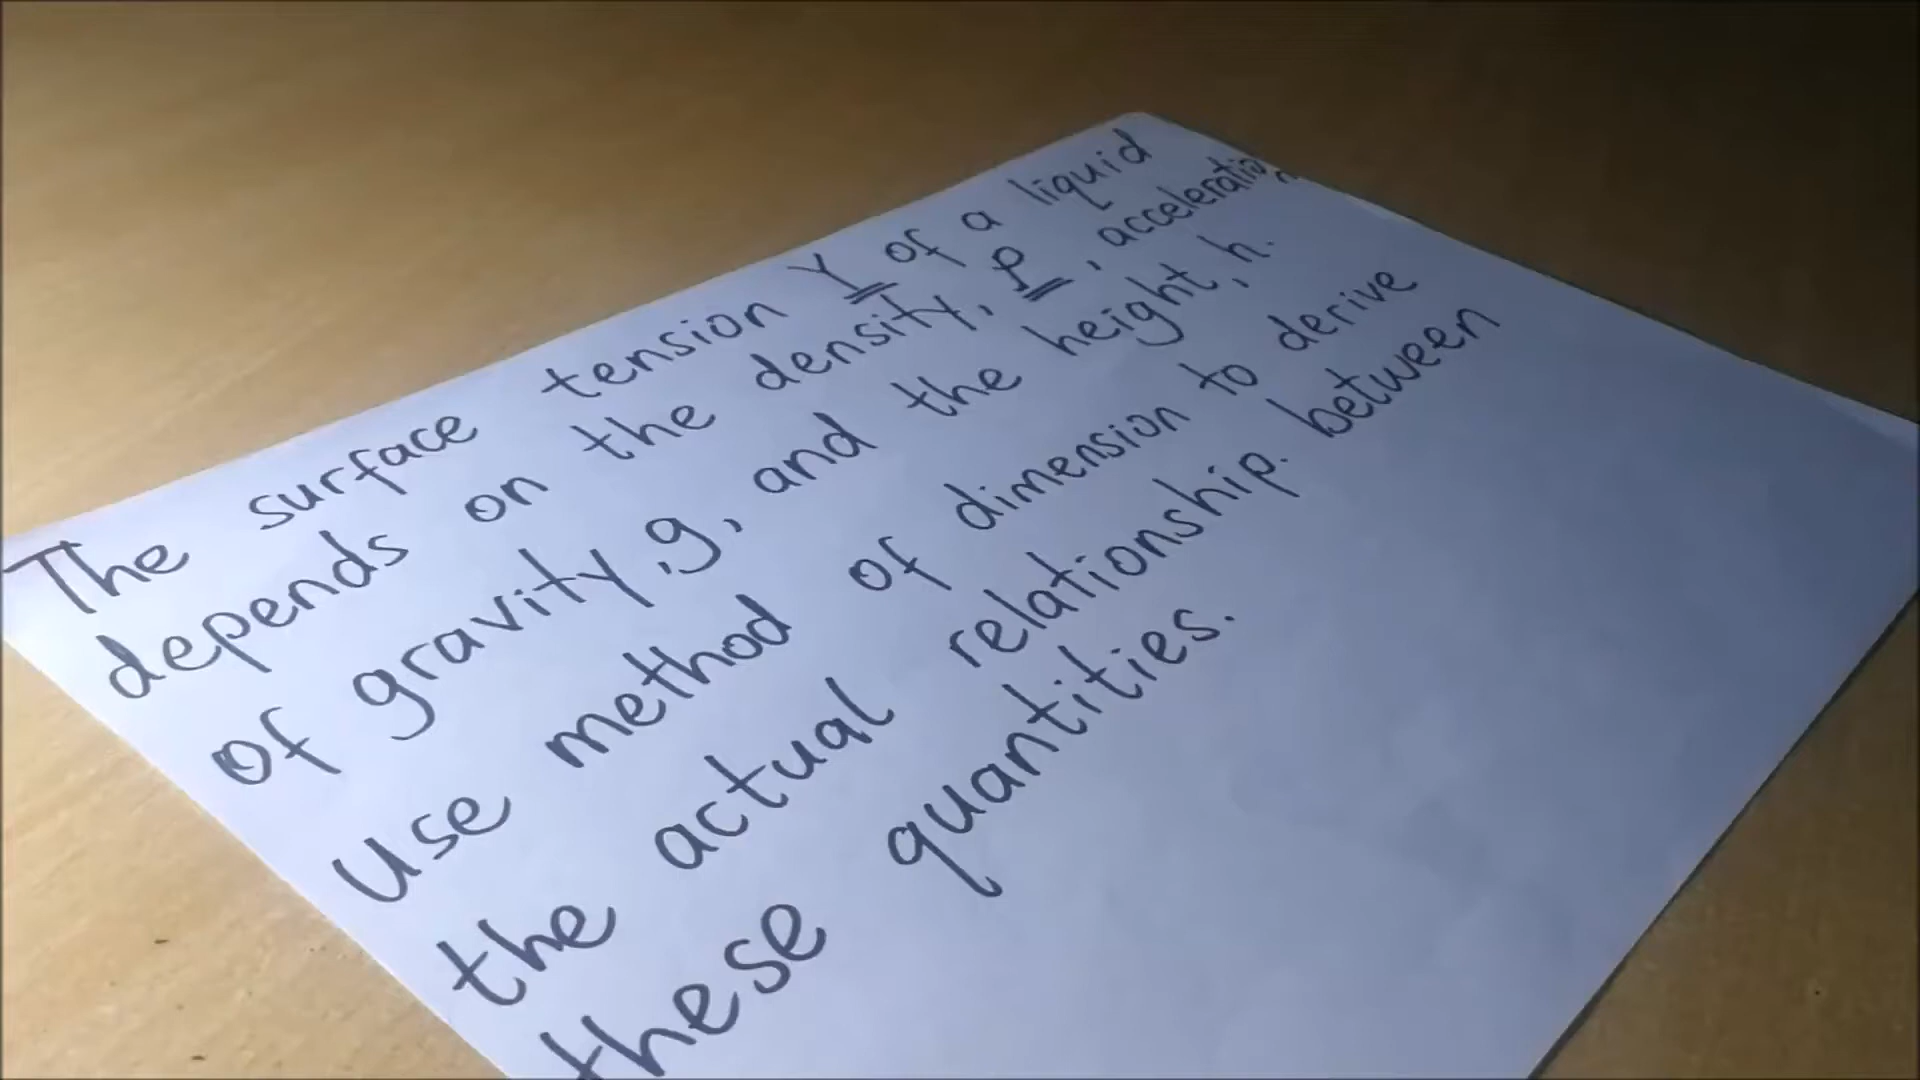 The surface tension γ of a liquid
depends on the density, ρ, acceleration
of gravity, g, and the height, h.
Use method of dimension to derive
the actual relationship. between
these quantities.